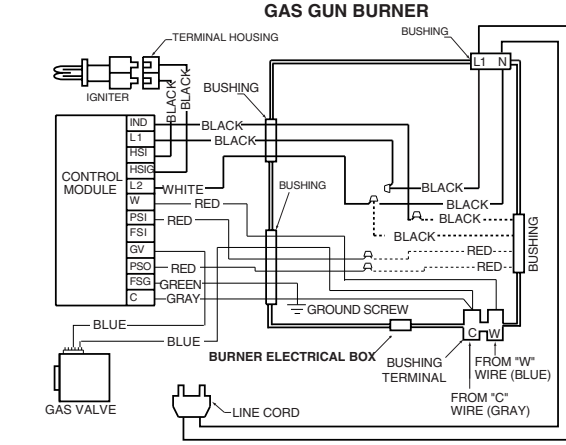 GAS GUN BURNER
TERMINAL HOUSING
BUSHING
L1 N
IGNITER
BLACK
BLACK
BUSHING
CONTROL
MODULE
IND
L1
HSI
HSIG
L2
W
PSI
FSI
GV
PSO
FSG
C
BLACK
BLACK
WHITE
RED
RED
RED
GREEN
GRAY
BUSHING
BLACK
BLACK
BLACK
BLACK
RED
RED
BUSHING
GROUND SCREW
BLUE
BLUE
C W
BURNER ELECTRICAL BOX
BUSHING
TERMINAL
FROM "W"
WIRE (BLUE)
FROM "C"
WIRE (GRAY)
GAS VALVE
LINE CORD